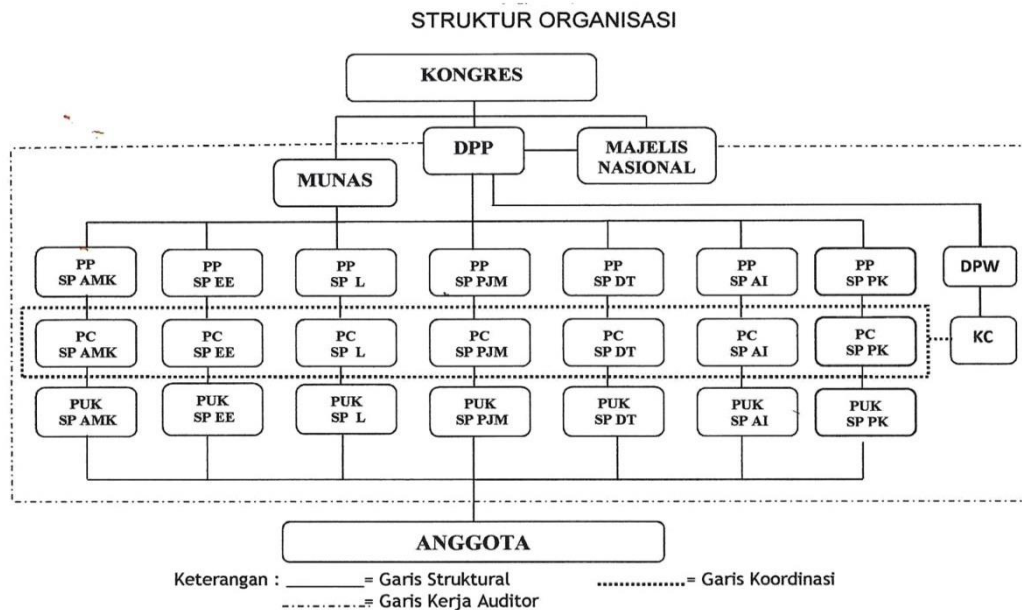 STRUKTUR ORGANISASI
KONGRES
DPP
MAJELIS
NASIONAL
MUNAS
PP
SP AMK
PP
SP EE
PP
SP L
PP
SP PJM
PP
SP DT
PP
SP AI
PP
SP PK
DPW
PC
SP AMK
PC
SP EE
PC
SP L
PC
SP PJM
PC
SP DT
PC
SP AI
PC
SP PK
KC
PUK
SP AMK
PUK
SP EE
PUK
SP L
PUK
SP PJM
PUK
SP DT
PUK
SP AI
PUK
SP PK
ANGGOTA
Keterangan : = Garis Struktural
= Garis Koordinasi
= Garis Kerja Auditor